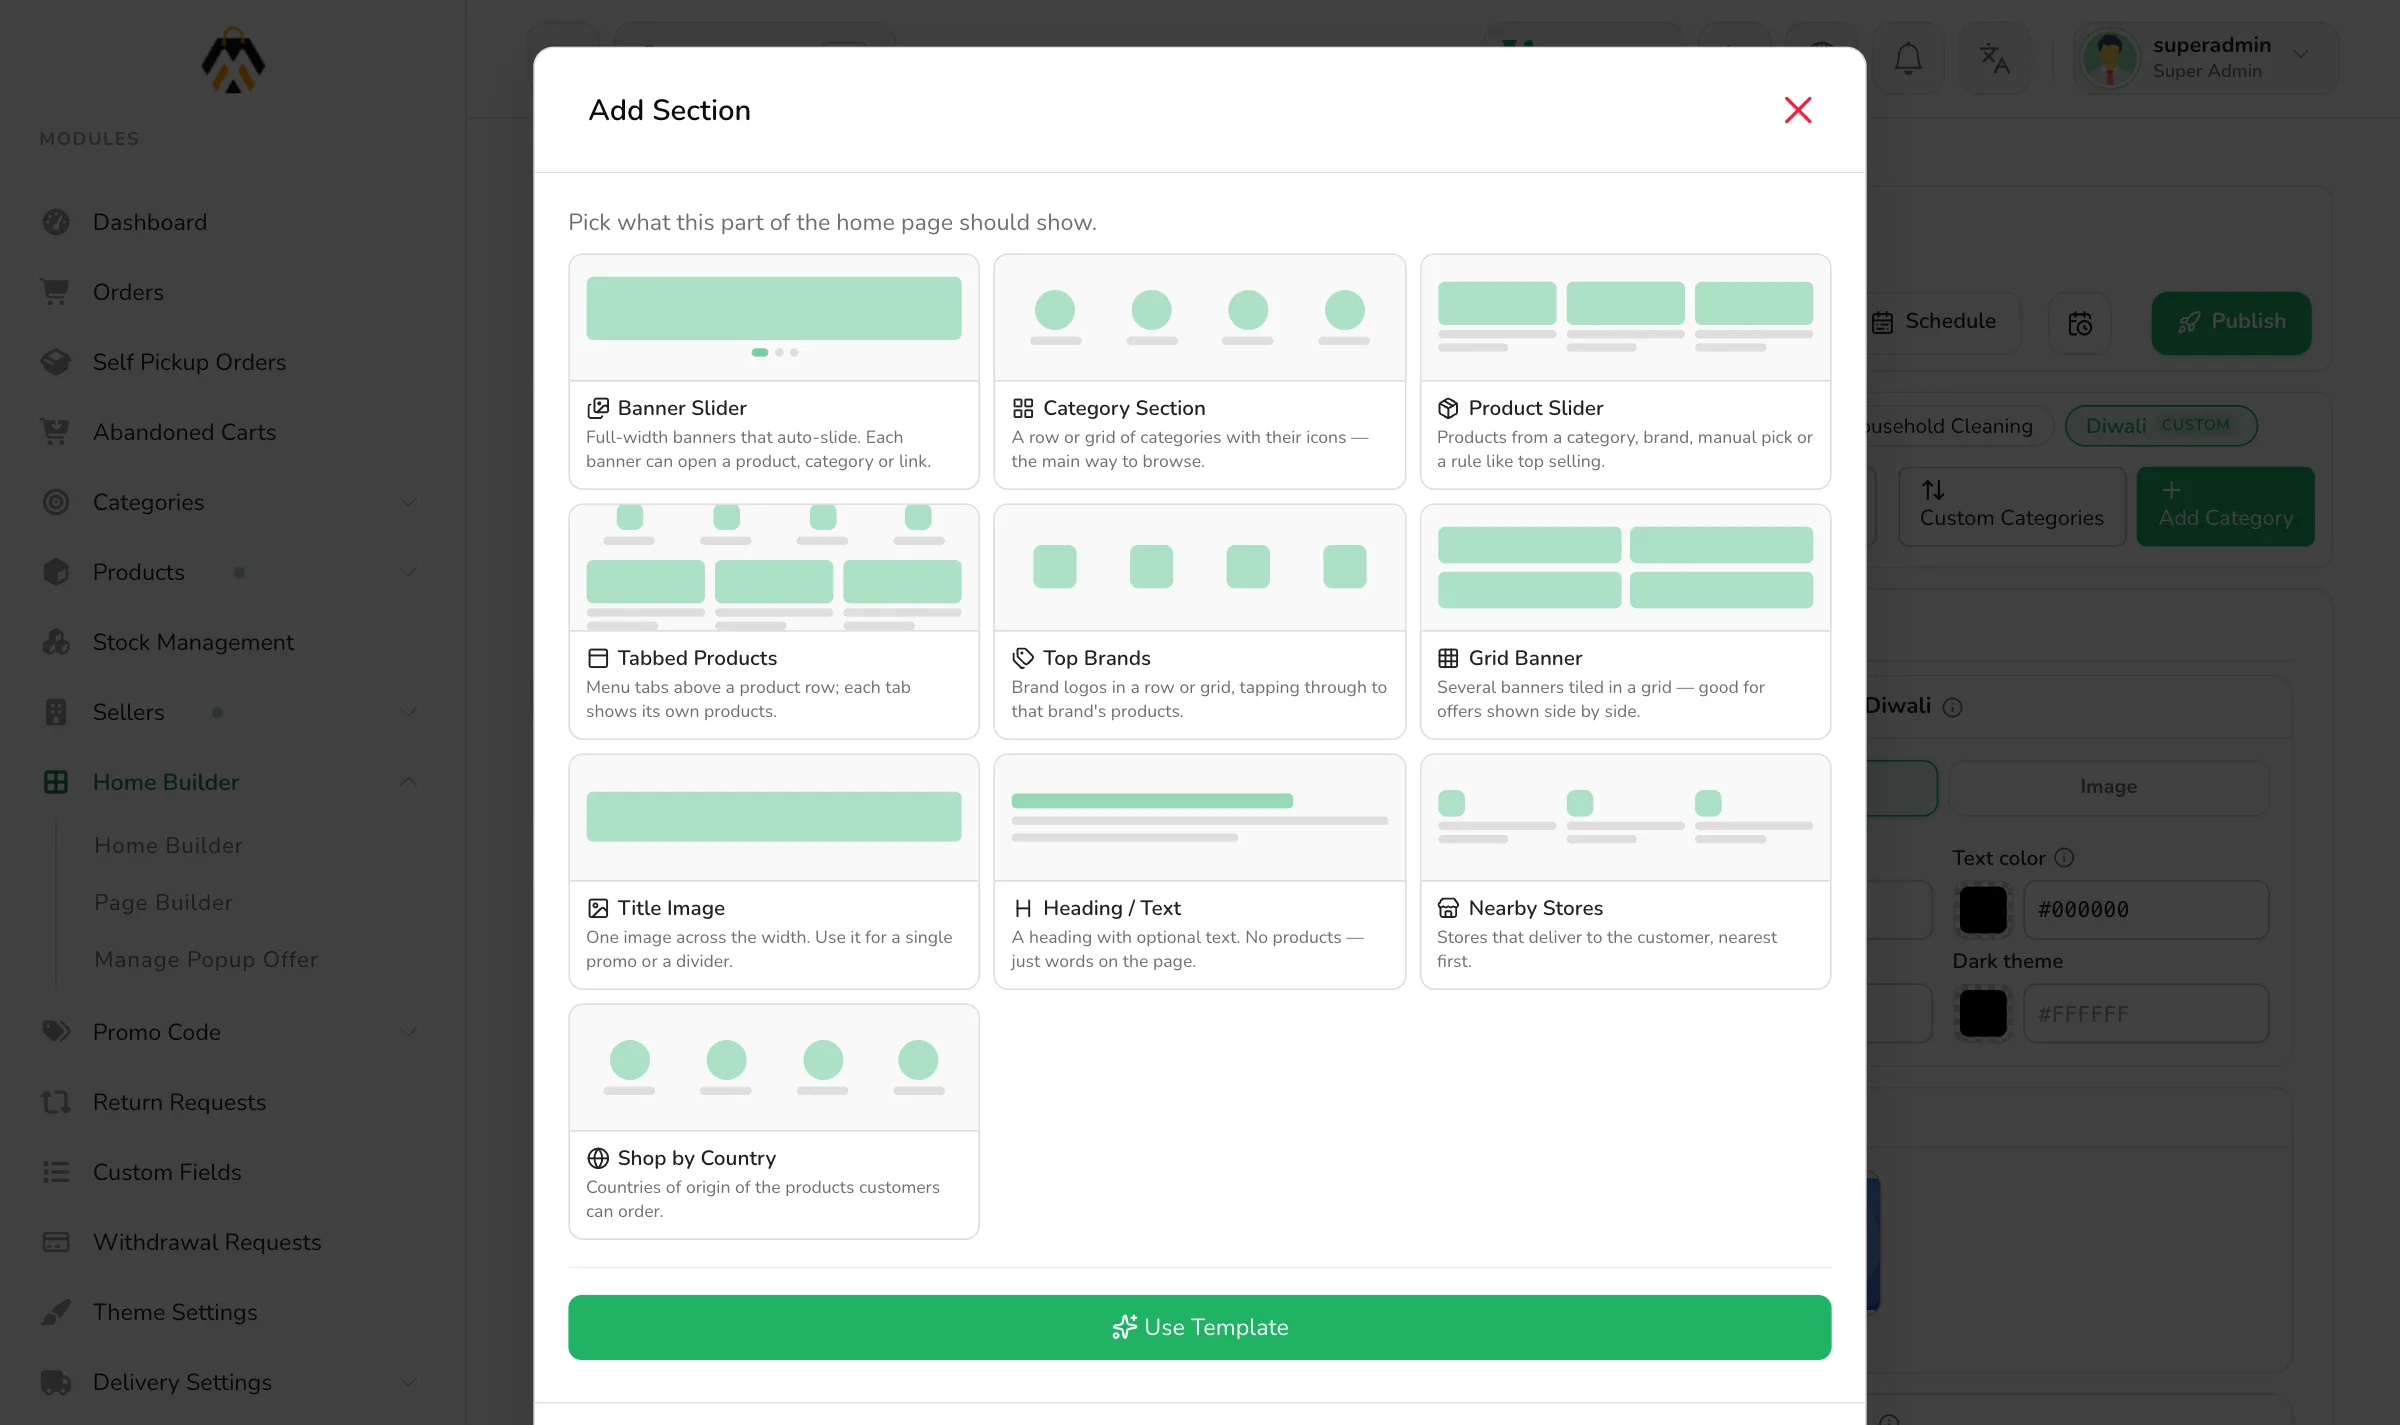 superadmin
Super Admin
MODULES
Dashboard
Orders
Self Pickup Orders
Abandoned Carts
Categories
Products
Stock Management
Sellers
Home Builder
Home Builder
Page Builder
Manage Popup Offer
Promo Code
Return Requests
Custom Fields
Withdrawal Requests
Theme Settings
Delivery Settings
Add Section
Pick what this part of the home page should show.
Banner Slider
Full-width banners that auto-slide. Each
banner can open a product, category or link.
Category Section
A row or grid of categories with their icons —
the main way to browse.
Product Slider
Products from a category, brand, manual pick or
a rule like top selling.
Tabbed Products
Menu tabs above a product row; each tab
shows its own products.
Top Brands
Brand logos in a row or grid, tapping through to
that brand's products.
Grid Banner
Several banners tiled in a grid — good for
offers shown side by side.
Title Image
One image across the width. Use it for a single
promo or a divider.
Heading / Text
A heading with optional text. No products —
just words on the page.
Nearby Stores
Stores that deliver to the customer, nearest
first.
Shop by Country
Countries of origin of the products customers
can order.
Use Template
Schedule
Publish
Cleaning
Diwali CUSTOM
Custom Categories
Add Category
Diwali
Image
Text color
#000000
Dark theme
#FFFFFF